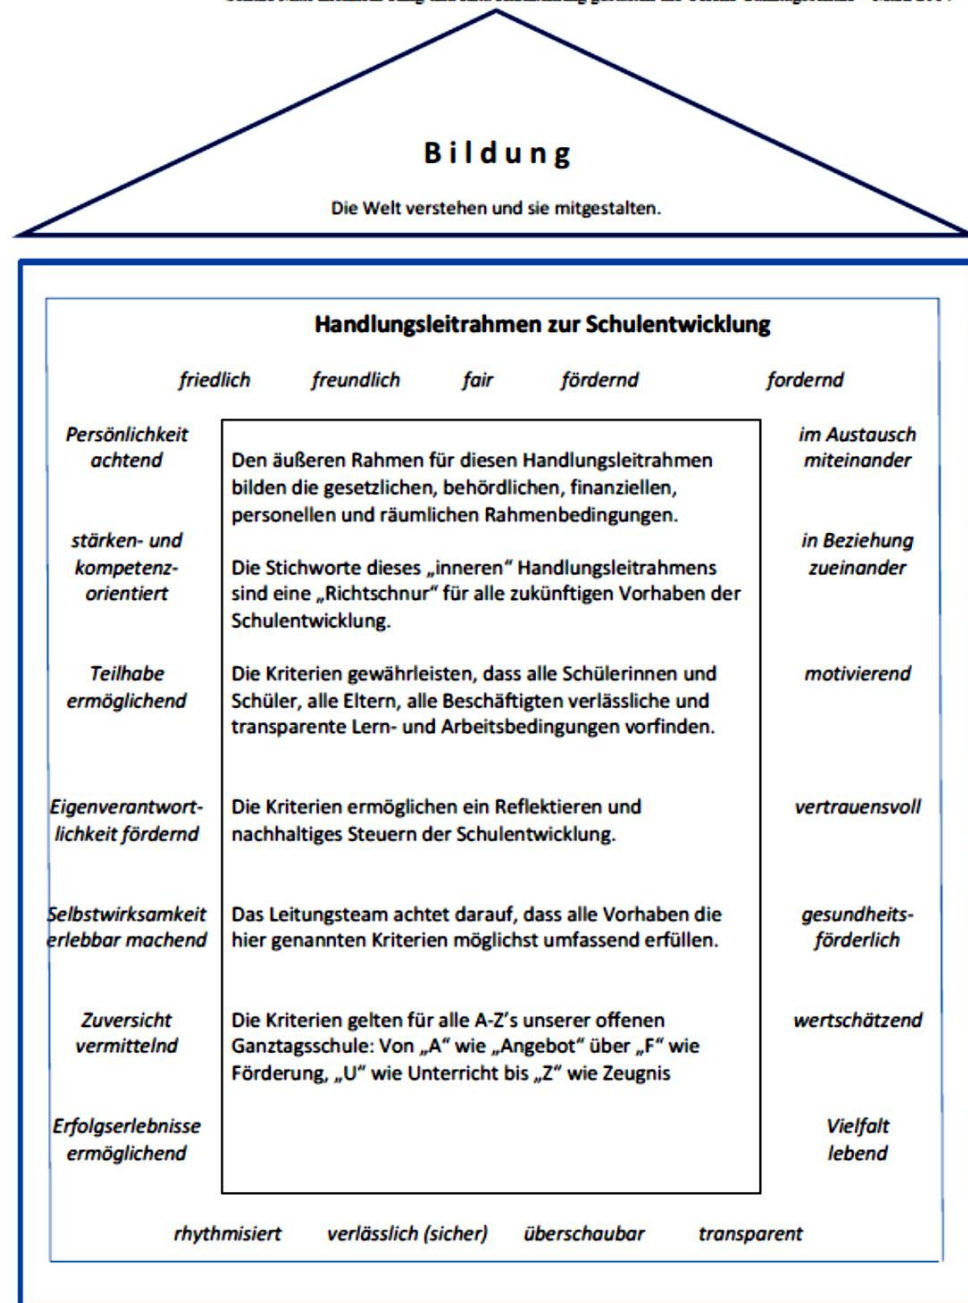 Bildung
Die Welt verstehen und sie mitgestalten.
Handlungsleitrahmen zur Schulentwicklung
friedlich freundlich fair fördernd fordernd
Persönlichkeit
achtend
stärken- und
kompetenz-
orientiert
Teilhabe
ermöglichend
Eigenverantwort-
lichkeit fördernd
Selbstwirksamkeit
erlebbar machend
Zuversicht
vermittelnd
Erfolgserlebnisse
ermöglichend
Den äußeren Rahmen für diesen Handlungsleitrahmen
bilden die gesetzlichen, behördlichen, finanziellen,
personellen und räumlichen Rahmenbedingungen.
Die Stichworte dieses „inneren“ Handlungsleitrahmens
sind eine „Richtschnur“ für alle zukünftigen Vorhaben der
Schulentwicklung.
Die Kriterien gewährleisten, dass alle Schülerinnen und
Schüler, alle Eltern, alle Beschäftigten verlässliche und
transparente Lern- und Arbeitsbedingungen vorfinden.
Die Kriterien ermöglichen ein Reflektieren und
nachhaltiges Steuern der Schulentwicklung.
Das Leitungsteam achtet darauf, dass alle Vorhaben die
hier genannten Kriterien möglichst umfassend erfüllen.
Die Kriterien gelten für alle A-Z’s unserer offenen
Ganztagsschule: Von „A“ wie „Angebot“ über „F“ wie
Förderung, „U“ wie Unterricht bis „Z“ wie Zeugnis
im Austausch
miteinander
in Beziehung
zueinander
motivierend
vertrauensvoll
gesundheits-
förderlich
wertschätzend
Vielfalt
lebend
rhythmisiert verlässlich (sicher) überschaubar transparent